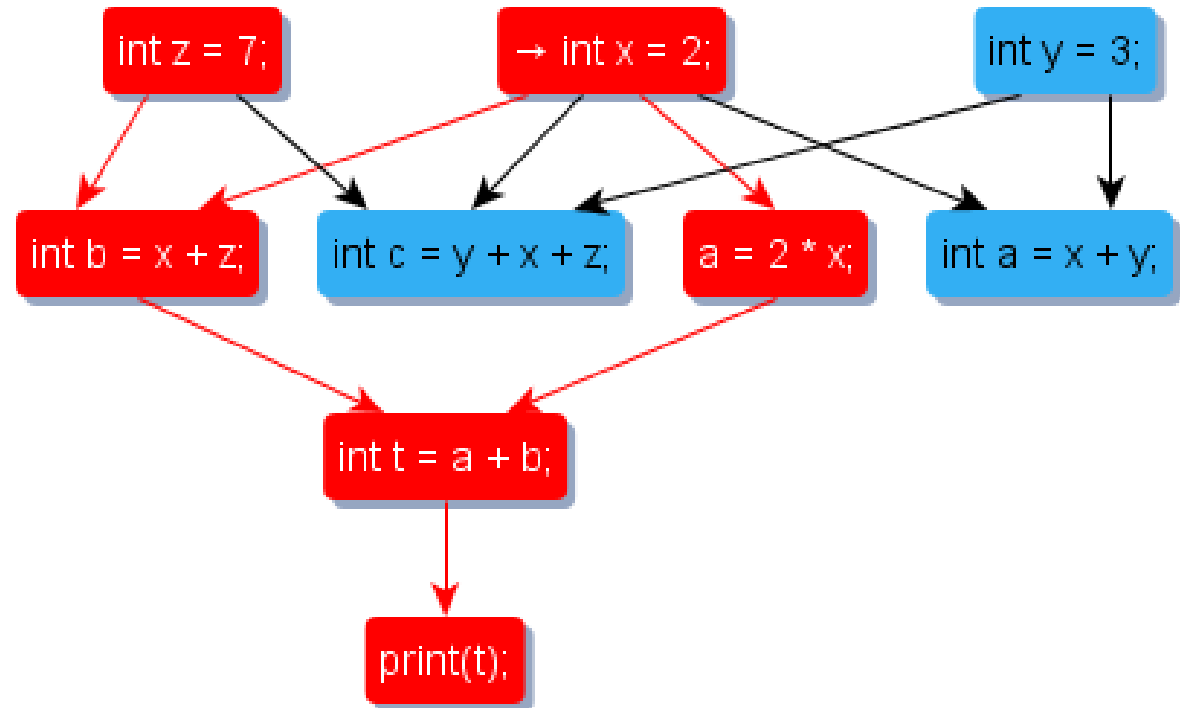 int z = 7;
→ int x = 2;
int y = 3;
int b = x + z;
int c = y + x + z;
a = 2 * x;
int a = x + y;
int t = a + b;
print(t);